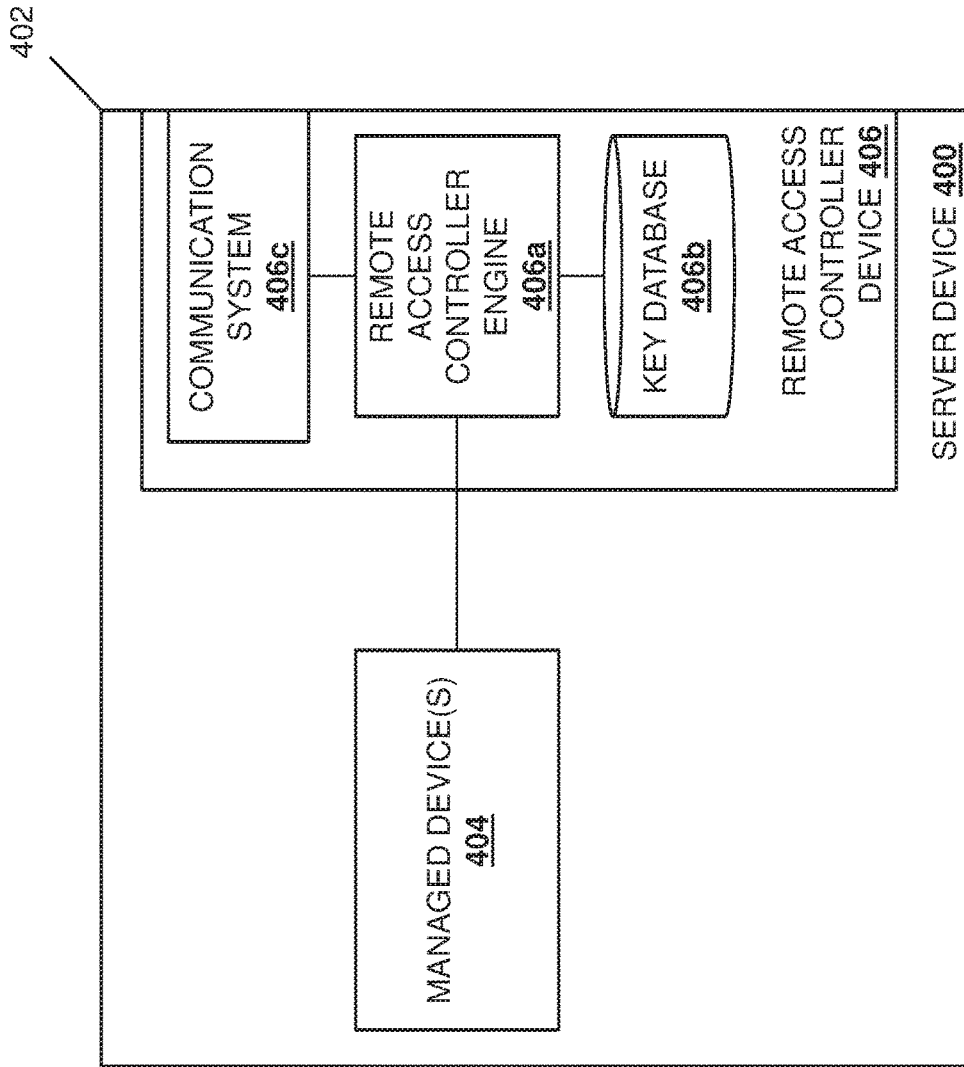 402
COMMUNICATION
SYSTEM
406c
REMOTE
ACCESS
CONTROLLER
ENGINE
406a
KEY DATABASE
406b
REMOTE ACCESS
CONTROLLER
DEVICE 406
MANAGED DEVICE(S)
404
SERVER DEVICE 400